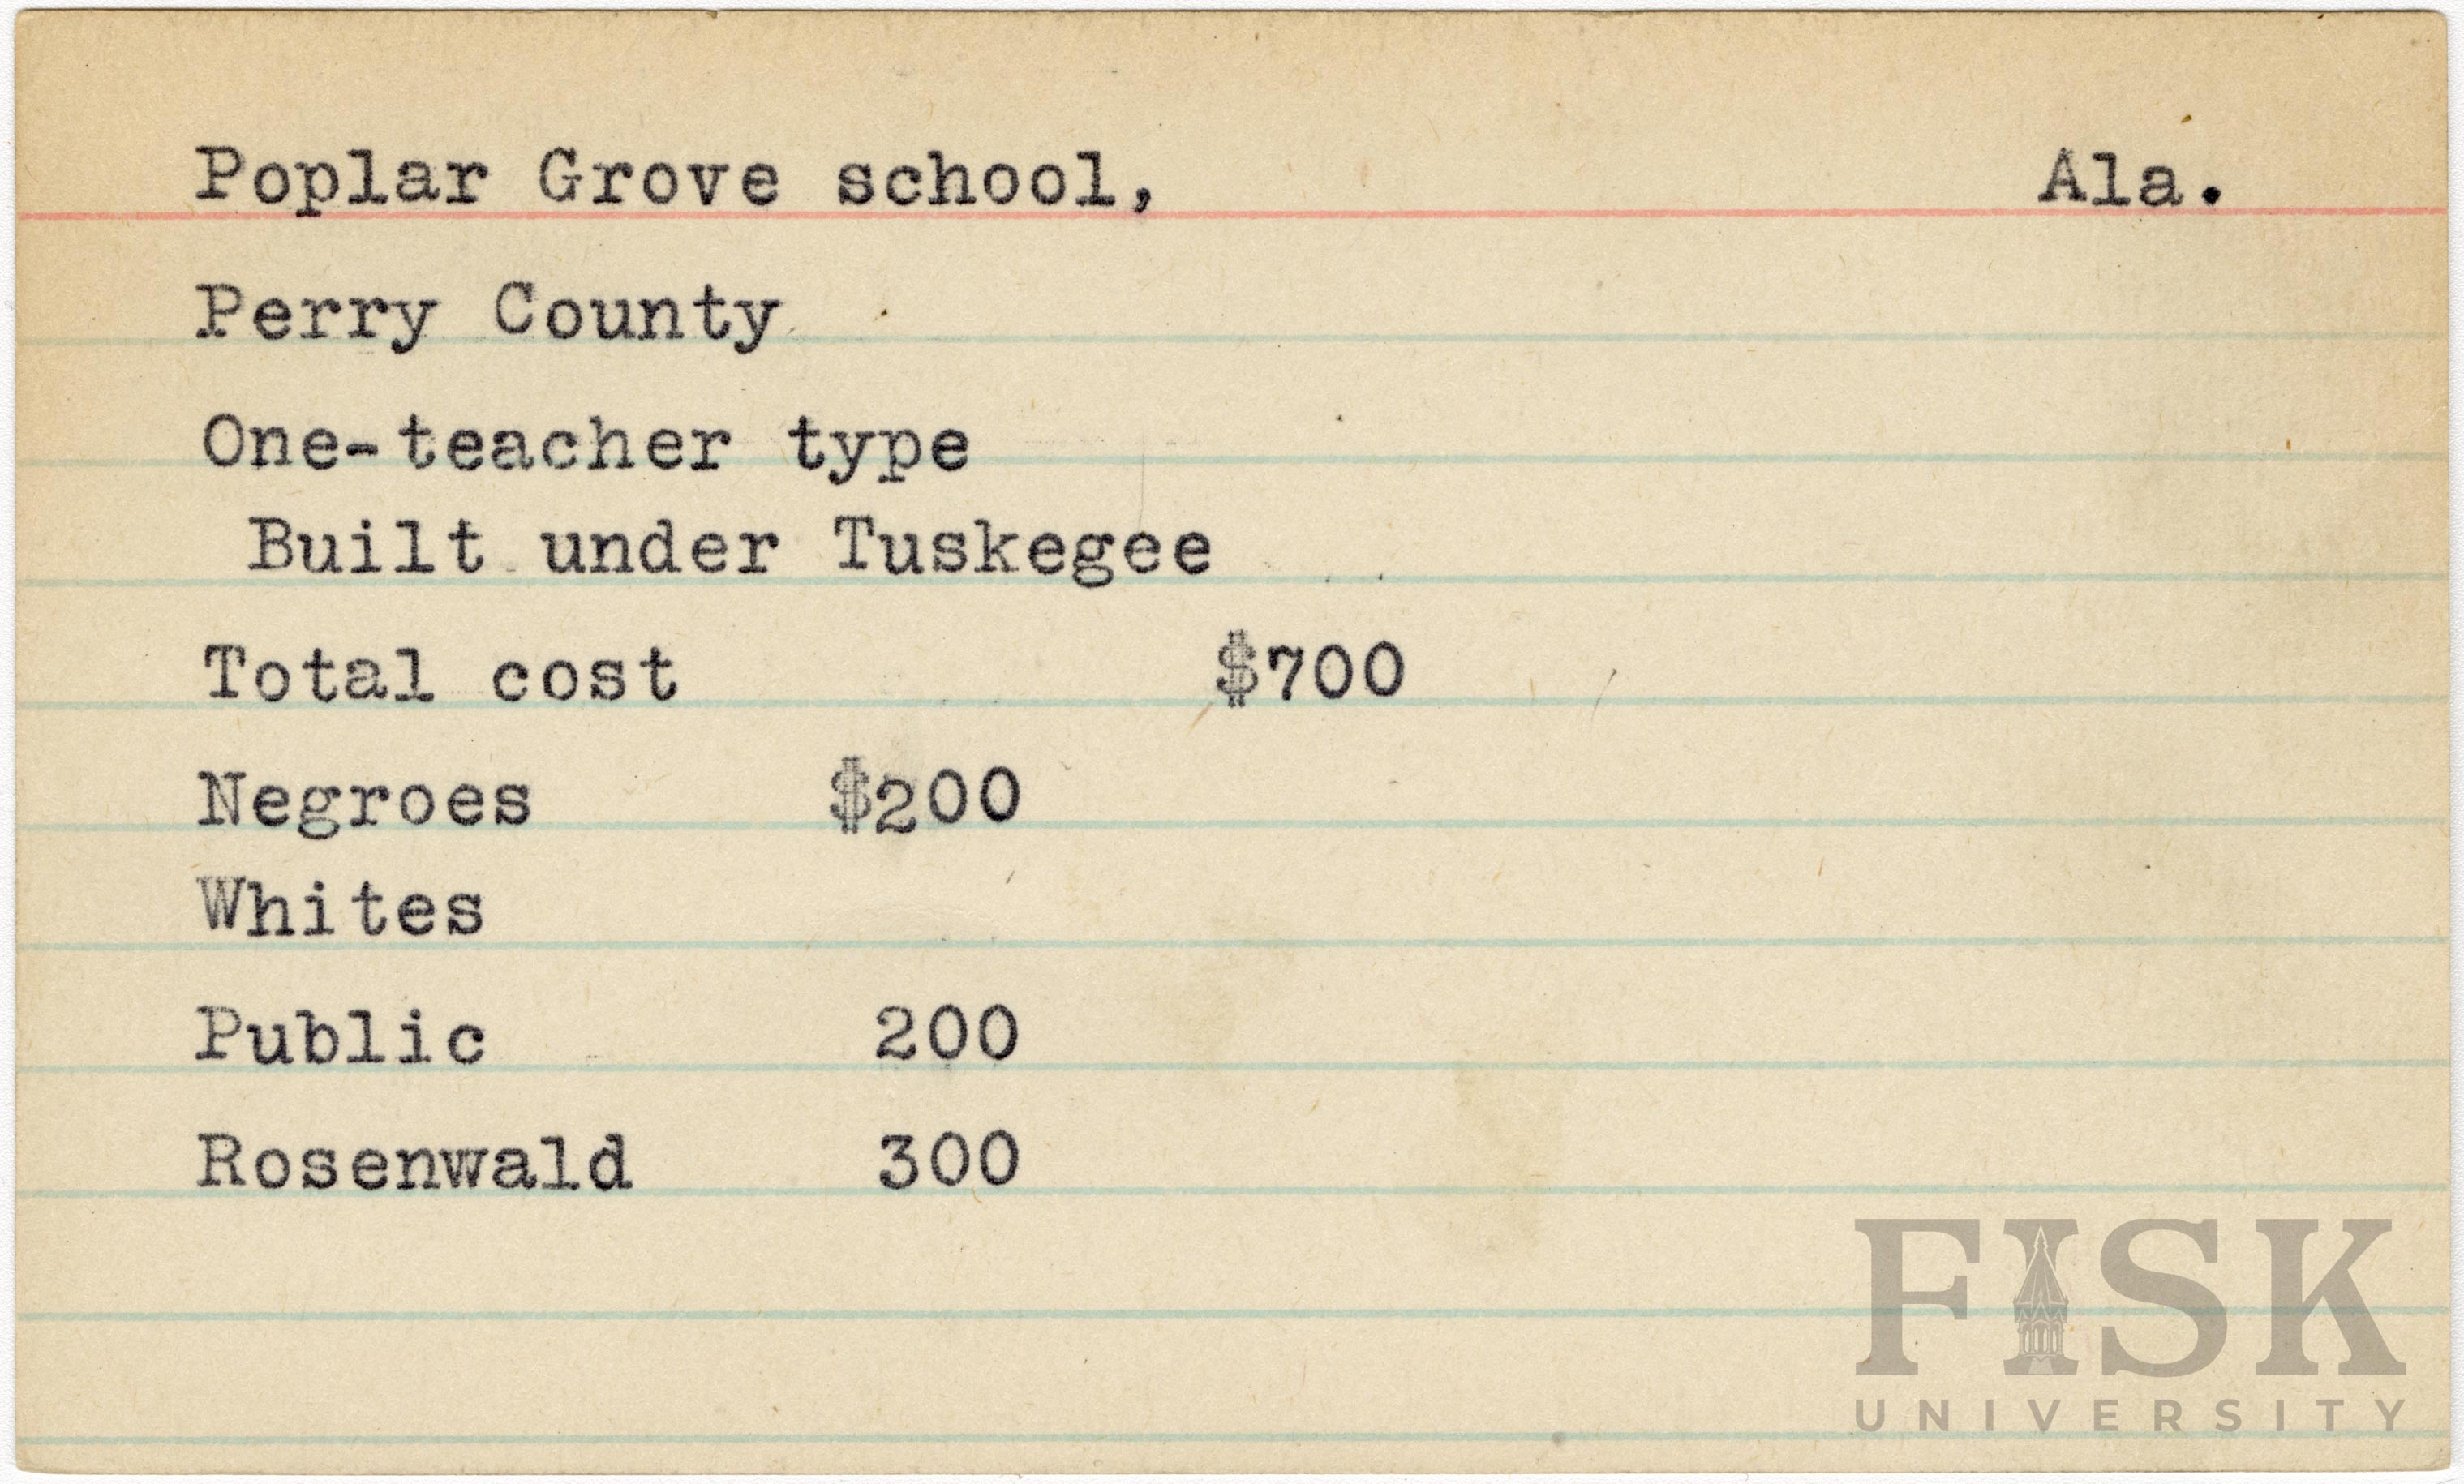 Poplar Grove school, Ala.
Perry County
One-teacher type
Built under Tuskegee
Total cost $700
Negroes $200
Whites
Public 200
Rosenwald 300
FISK
UNIVERSITY